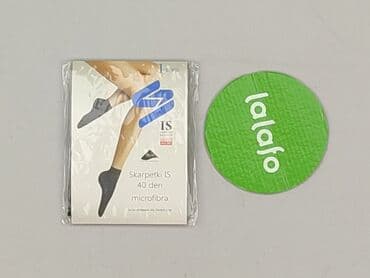 IS
Skarpetki IS
40 den
microfibra
lalafo